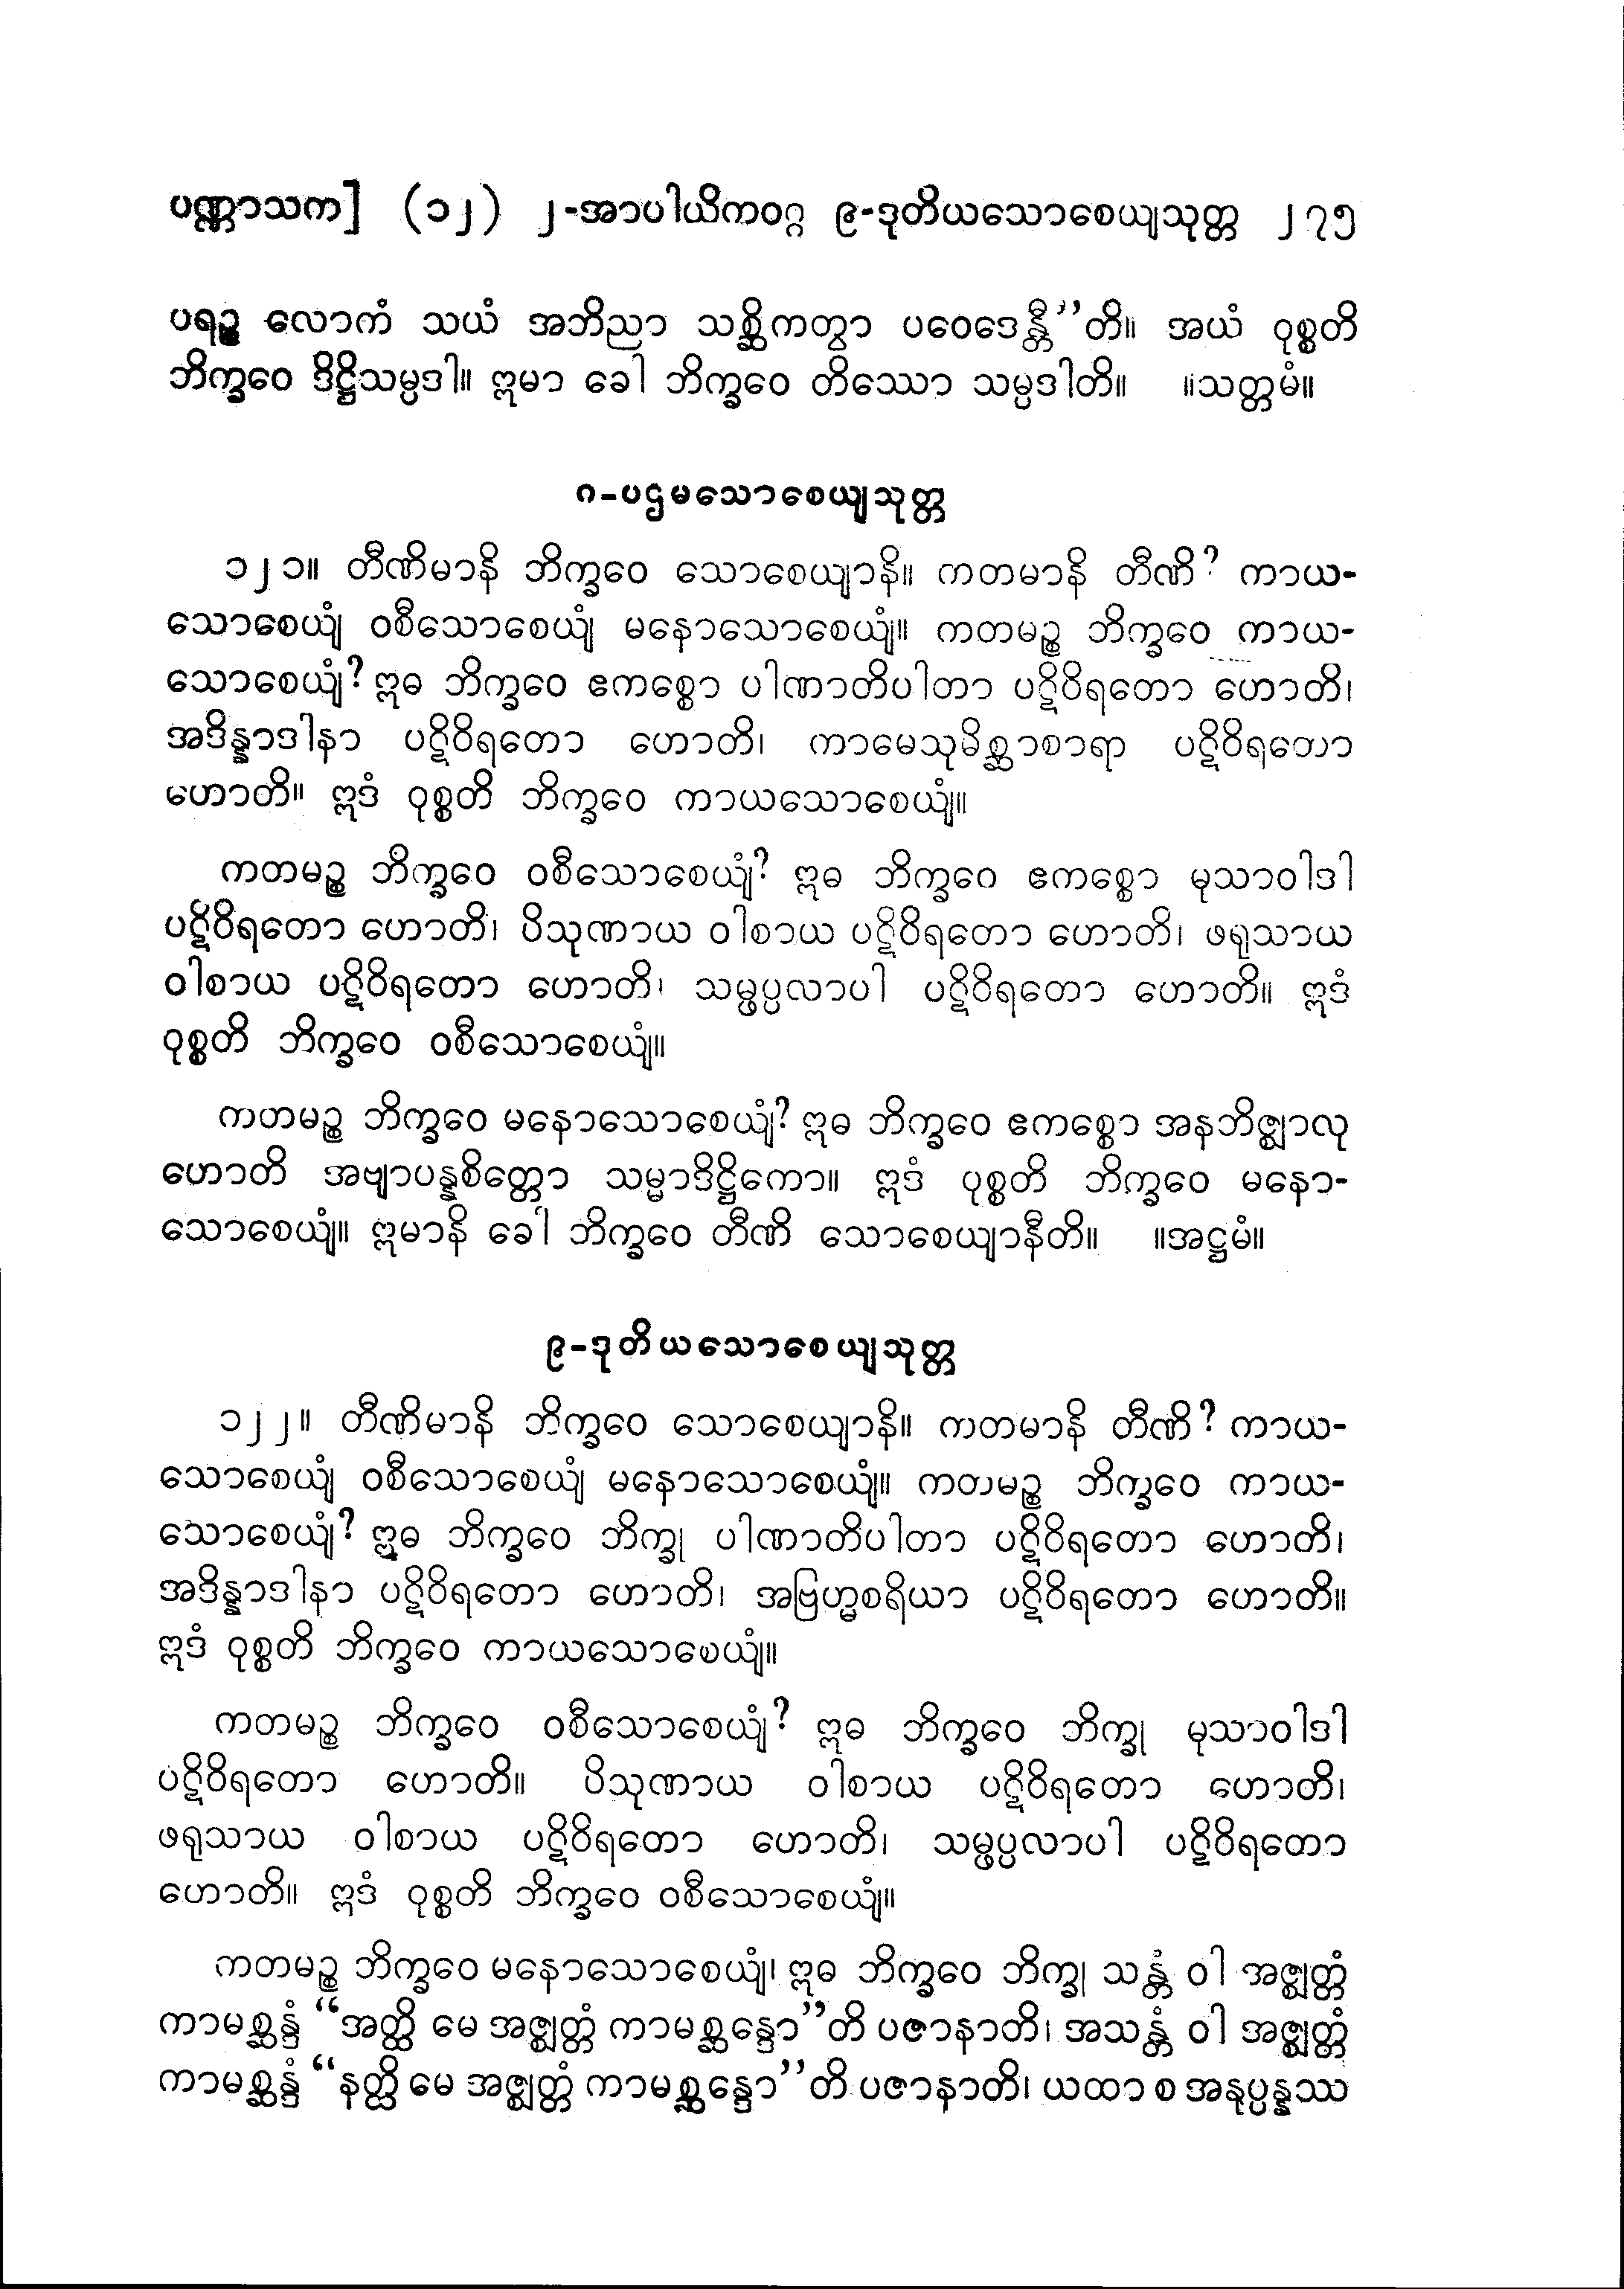 ပဏ္ဏာသက] (၁၂) ၂-အာပါယိကဝဂ္ဂ ၉-ဒုတိယသောစေယျသုတ္တ ၂၇၅
ပရဉ္စ လောကံ သယံ အဘိညာ သစ္ဆိကတွာ ပဝေဒေန္တီ’’တိ။ အယံ ဝုစ္စတိ
ဘိက္ခဝေ ဒိဋ္ဌိသမ္ပဒါ။ ဣမာ ခေါ ဘိက္ခဝေ တိဿော သမ္ပဒါတိ။ ။သတ္တမံ။
၈-ပဌမသောစေယျသုတ္တ
၁၂၁။ တီဏိမာနိ ဘိက္ခဝေ သောစေယျာနိ။ ကတမာနိ တီဏိ? ကာယ-
သောစေယျံ ဝစီသောစေယျံ မနောသောစေယျံ။ ကတမဉ္စ ဘိက္ခဝေ ကာယ-
သောစေယျံ? ဣဓ ဘိက္ခဝေ ဧကစ္စော ပါဏာတိပါတာ ပဋိဝိရတော ဟောတိ၊
အဒိန္နာဒါနာ ပဋိဝိရတော ဟောတိ၊ ကာမေသုမိစ္ဆာစာရာ ပဋိဝိရတော
ဟောတိ။ ဣဒံ ဝုစ္စတိ ဘိက္ခဝေ ကာယသောစေယျံ။
ကတမဉ္စ ဘိက္ခဝေ ဝစီသောစေယျံ? ဣဓ ဘိက္ခဝေ ဧကစ္စော မုသာဝါဒါ
ပဋိဝိရတော ဟောတိ၊ ပိသုဏာယ ဝါစာယ ပဋိဝိရတော ဟောတိ၊ ဖရုသာယ
ဝါစာယ ပဋိဝိရတော ဟောတိ၊ သမ္ဖပ္ပလာပါ ပဋိဝိရတော ဟောတိ။ ဣဒံ
ဝုစ္စတိ ဘိက္ခဝေ ဝစီသောစေယျံ။
ကတမဉ္စ ဘိက္ခဝေ မနောသောစေယျံ? ဣဓ ဘိက္ခဝေ ဧကစ္စော အနဘိဇ္ဈာလု
ဟောတိ အဗျာပန္နစိတ္တော သမ္မာဒိဋ္ဌိကော။ ဣဒံ ဝုစ္စတိ ဘိက္ခဝေ မနော-
သောစေယျံ။ ဣမာနိ ခေါ ဘိက္ခဝေ တီဏိ သောစေယျာနီတိ။ ။အဋ္ဌမံ။
၉-ဒုတိယသောစေယျသုတ္တ
၁၂၂။ တီဏိမာနိ ဘိက္ခဝေ သောစေယျာနိ။ ကတမာနိ တီဏိ? ကာယ-
သောစေယျံ ဝစီသောစေယျံ မနောသောစေယျံ။ ကတမဉ္စ ဘိက္ခဝေ ကာယ-
သောစေယျံ? ဣဓ ဘိက္ခဝေ ဘိက္ခု ပါဏာတိပါတာ ပဋိဝိရတော ဟောတိ၊
အဒိန္နာဒါနာ ပဋိဝိရတော ဟောတိ၊ အဗြဟ္မစရိယာ ပဋိဝိရတော ဟောတိ။
ဣဒံ ဝုစ္စတိ ဘိက္ခဝေ ကာယသောစေယျံ။
ကတမဉ္စ ဘိက္ခဝေ ဝစီသောစေယျံ? ဣဓ ဘိက္ခဝေ ဘိက္ခု မုသာဝါဒါ
ပဋိဝိရတော ဟောတိ။ ပိသုဏာယ ဝါစာယ ပဋိဝိရတော ဟောတိ၊
ဖရုသာယ ဝါစာယ ပဋိဝိရတော ဟောတိ၊ သမ္ဖပ္ပလာပါ ပဋိဝိရတော
ဟောတိ။ ဣဒံ ဝုစ္စတိ ဘိက္ခဝေ ဝစီသောစေယျံ။
ကတမဉ္စ ဘိက္ခဝေ မနောသောစေယျံ၊ ဣဓ ဘိက္ခဝေ ဘိက္ခု သန္တံ ဝါ အဇ္ဈတ္တံ
ကာမစ္ဆန္ဒံ “အတ္ထိ မေ အဇ္ဈတ္တံ ကာမစ္ဆန္ဒော’’တိ ပဇာနာတိ၊ အသန္တံ ဝါ အဇ္ဈတ္တံ
ကာမစ္ဆန္ဒံ “နတ္ထိ မေ အဇ္ဈတ္တံ ကာမစ္ဆန္ဒော’’တိ ပဇာနာတိ၊ ယထာ စ အနုပ္ပန္နဿ